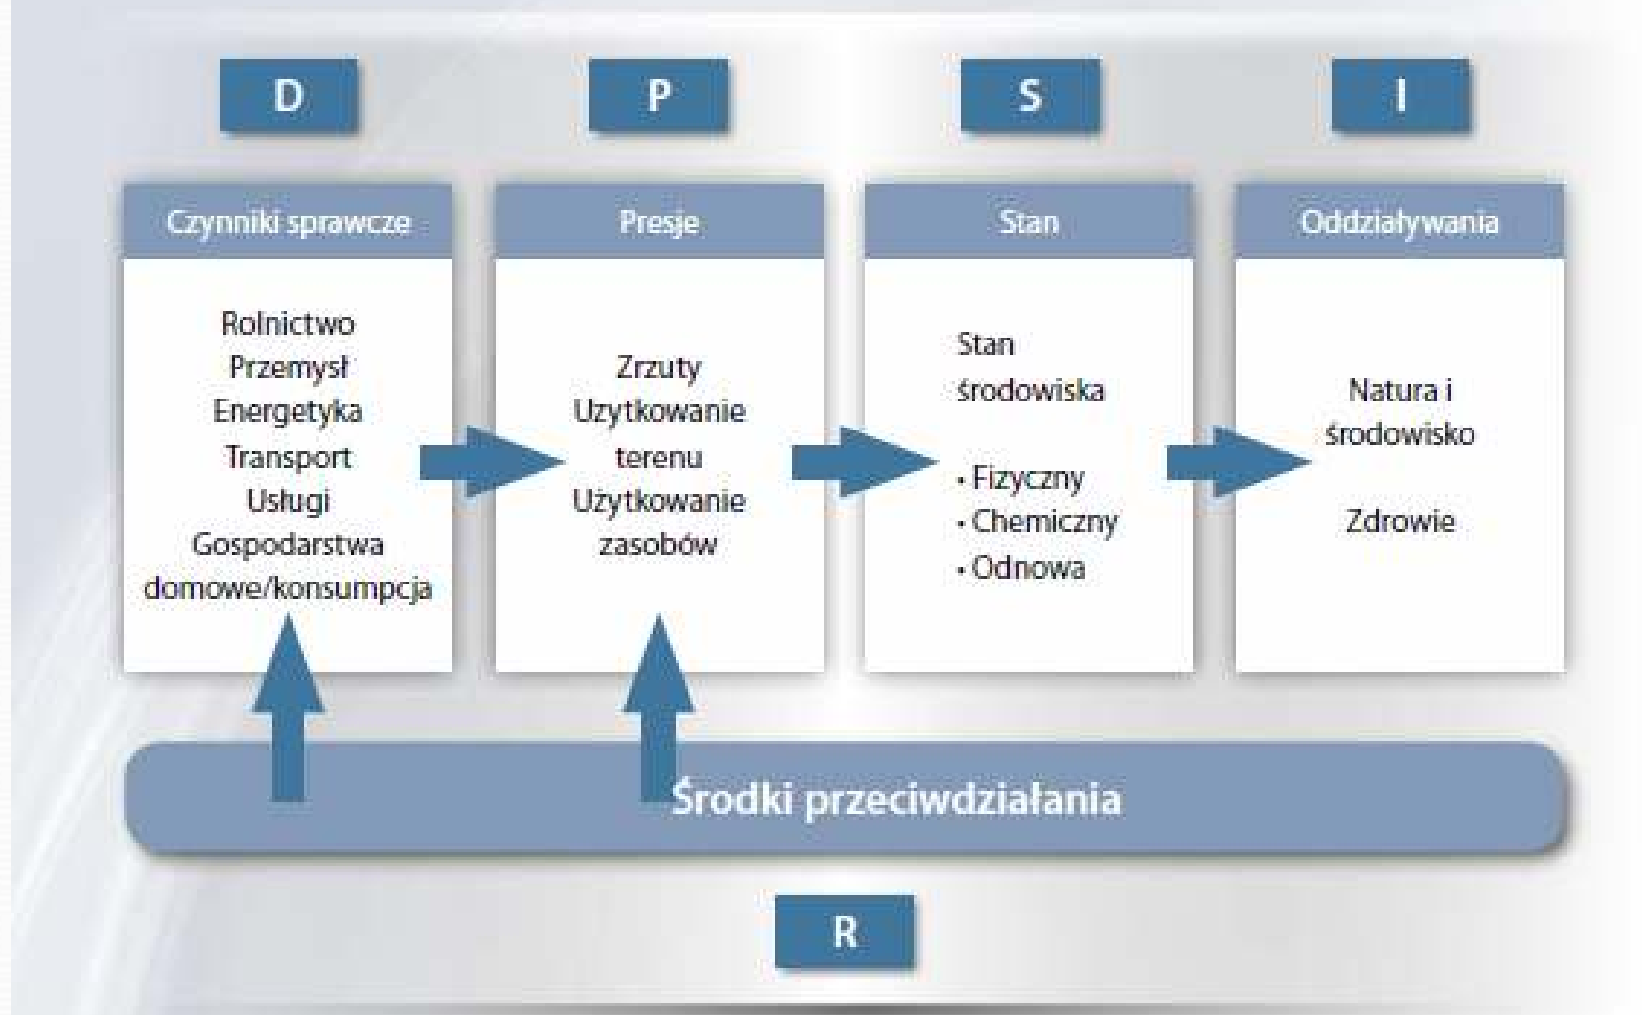 D
P
S
I
Czynniki sprawcze
Rolnictwo
Przemysł
Energetyka
Transport
Usługi
Gospodarstwa
domowe/konsumpcja
Presje
Zrzuty
Uzytkowanie
terenu
Użytkowanie
zasobów
Stan
Stan
środowiska
• Fizyczny
• Chemiczny
• Odnowa
Oddziaływania
Natura i
środowisko
Zdrowie
Środki przeciwdziałania
R